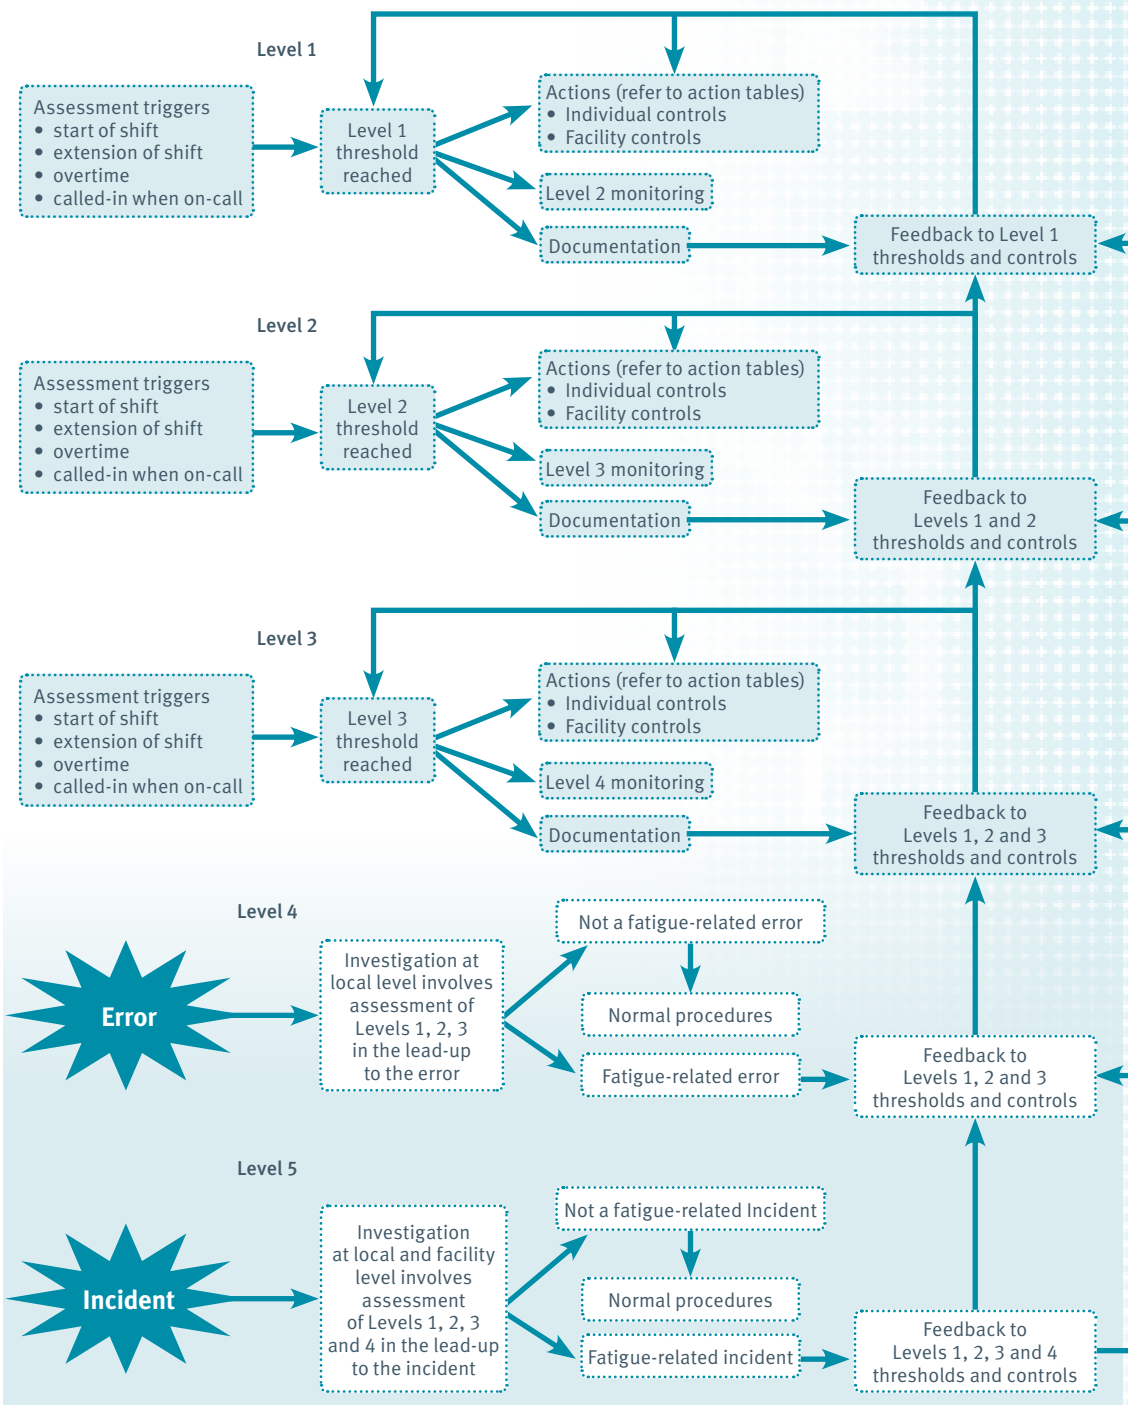 Level 1
Assessment triggers
• start of shift
• extension of shift
• overtime
• called-in when on-call
Level 1
threshold
reached
Actions (refer to action tables)
• Individual controls
• Facility controls
Level 2 monitoring
Documentation
Feedback to Level 1
thresholds and controls
Level 2
Assessment triggers
• start of shift
• extension of shift
• overtime
• called-in when on-call
Level 2
threshold
reached
Actions (refer to action tables)
• Individual controls
• Facility controls
Level 3 monitoring
Documentation
Feedback to
Levels 1 and 2
thresholds and controls
Level 3
Assessment triggers
• start of shift
• extension of shift
• overtime
• called-in when on-call
Level 3
threshold
reached
Actions (refer to action tables)
• Individual controls
• Facility controls
Level 4 monitoring
Documentation
Feedback to
Levels 1, 2 and 3
thresholds and controls
Level 4
Error
Investigation at
local level involves
assessment of
Levels 1, 2, 3
in the lead-up
to the error
Not a fatigue-related error
Normal procedures
Fatigue-related error
Feedback to
Levels 1, 2 and 3
thresholds and controls
Level 5
Incident
Investigation
at local and facility
level involves
assessment
of Levels 1, 2, 3
and 4 in the lead-up
to the incident
Not a fatigue-related Incident
Normal procedures
Fatigue-related incident
Feedback to
Levels 1, 2, 3 and 4
thresholds and controls